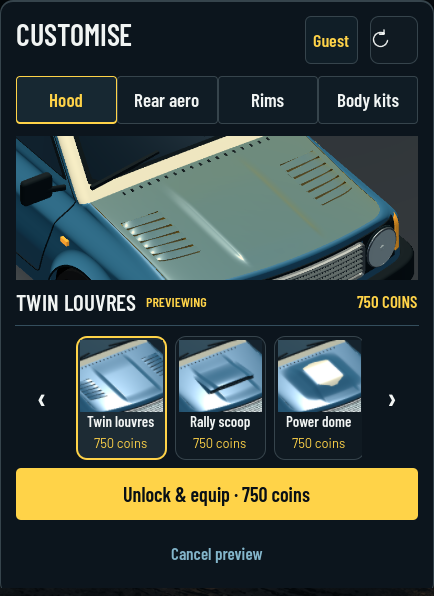 CUSTOMISE
Guest
Hood
Rear aero
Rims
Body kits
TWIN LOUVRES PREVIEWING 750 COINS
‹
Twin louvres
750 coins
Rally scoop
750 coins
Power dome
750 coins
›
Unlock & equip · 750 coins
Cancel preview